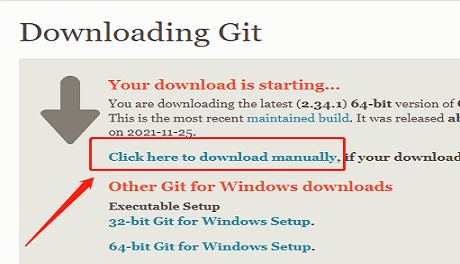 Downloading Git
Your download is starting...
You are downloading the latest (2.34.1) 64-bit version of
This is the most recent maintained build. It was released
on 2021-11-25.
Click here to download manually, if your download
Other Git for Windows downloads
Executable Setup
32-bit Git for Windows Setup.
64-bit Git for Windows Setup.